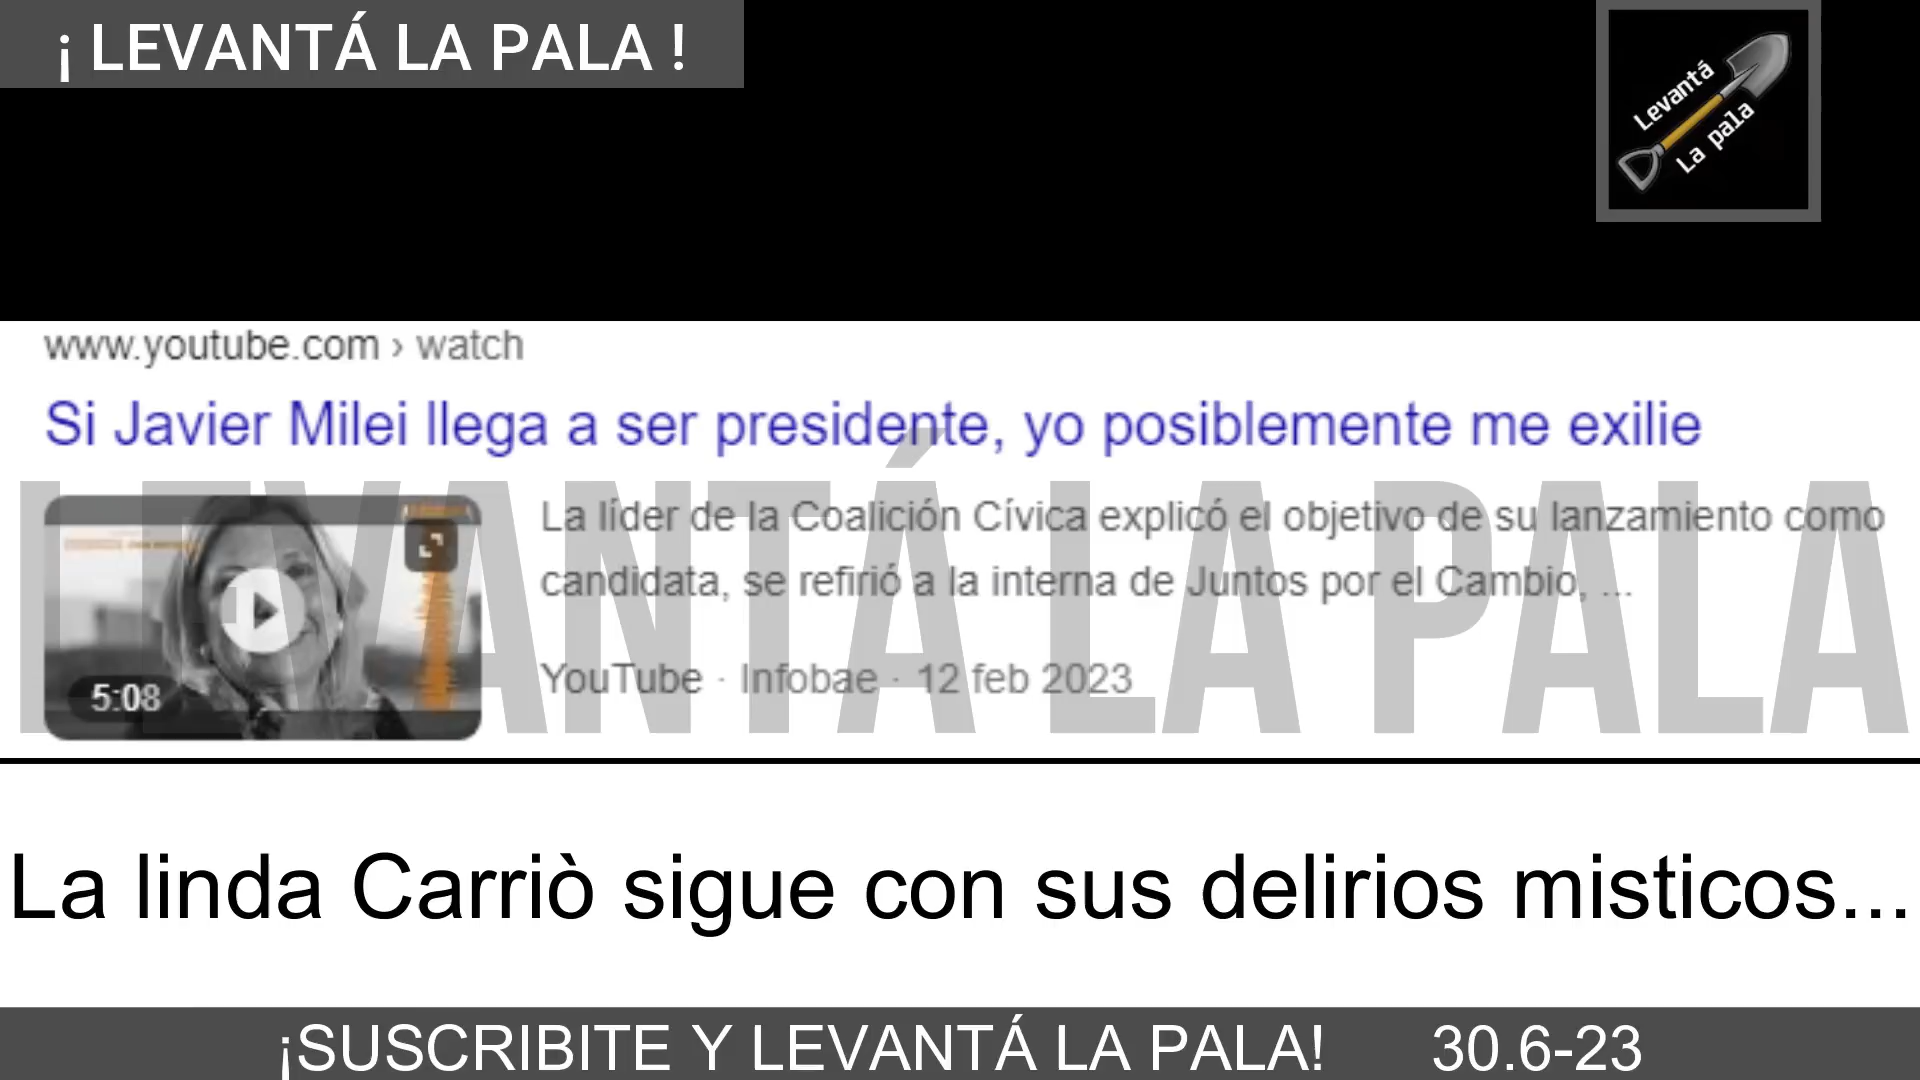 ¡ LEVANTÁ LA PALA !
Levantá
La pala
www.youtube.com › watch
Si Javier Milei llega a ser presidente, yo posiblemente me exilie
La líder de la Coalición Cívica explicó el objetivo de su lanzamiento como
candidata, se refirió a la interna de Juntos por el Cambio, ...
YouTube · Infobae · 12 feb 2023
5:08
LEVANTÁ LA PALA
La linda Carriò sigue con sus delirios misticos...
¡SUSCRIBITE Y LEVANTÁ LA PALA! 30.6-23